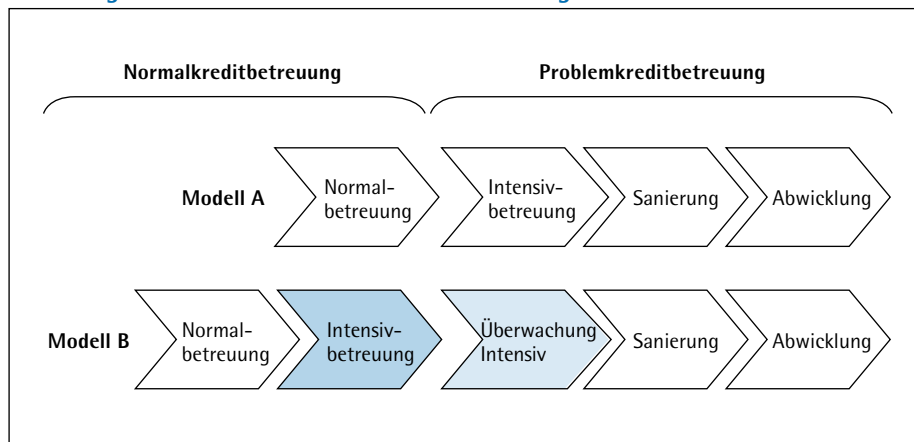 Normalkreditbetreuung
Problemkreditbetreuung
Modell A
Normal-
betreuung
Intensiv-
betreuung
Sanierung
Abwicklung
Modell B
Normal-
betreuung
Intensiv-
betreuung
Überwachung
Intensiv
Sanierung
Abwicklung